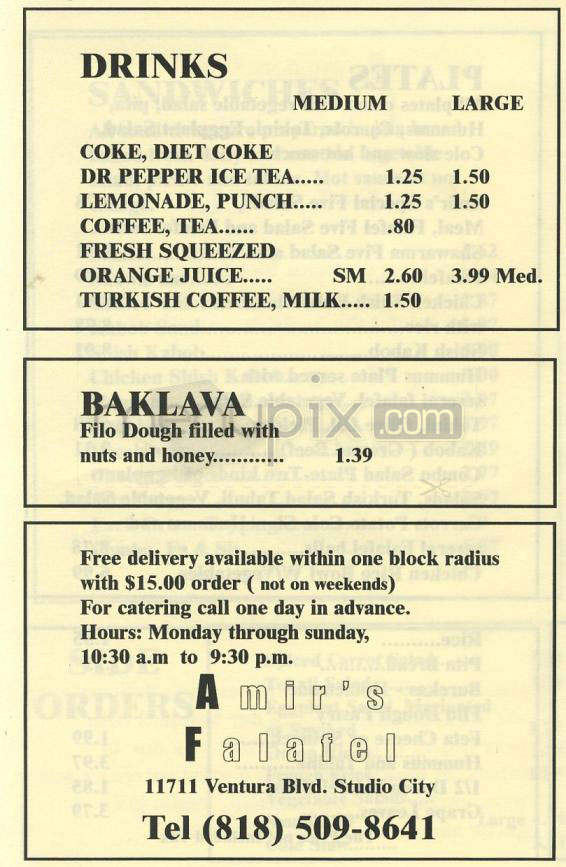 DRINKS
MEDIUM LARGE
COKE, DIET COKE
DR PEPPER ICE TEA..... 1.25 1.50
LEMONADE, PUNCH..... 1.25 1.50
COFFEE, TEA...... .80
FRESH SQUEEZED
ORANGE JUICE..... SM 2.60 3.99 Med.
TURKISH COFFEE, MILK..... 1.50
BAKLAVA
menupix.com
Filo Dough filled with
nuts and honey............ 1.39
Free delivery available within one block radius
with $15.00 order ( not on weekends)
For catering call one day in advance.
Hours: Monday through sunday,
10:30 a.m to 9:30 p.m.
Amir's
Falafel
11711 Ventura Blvd. Studio City
Tel (818) 509-8641